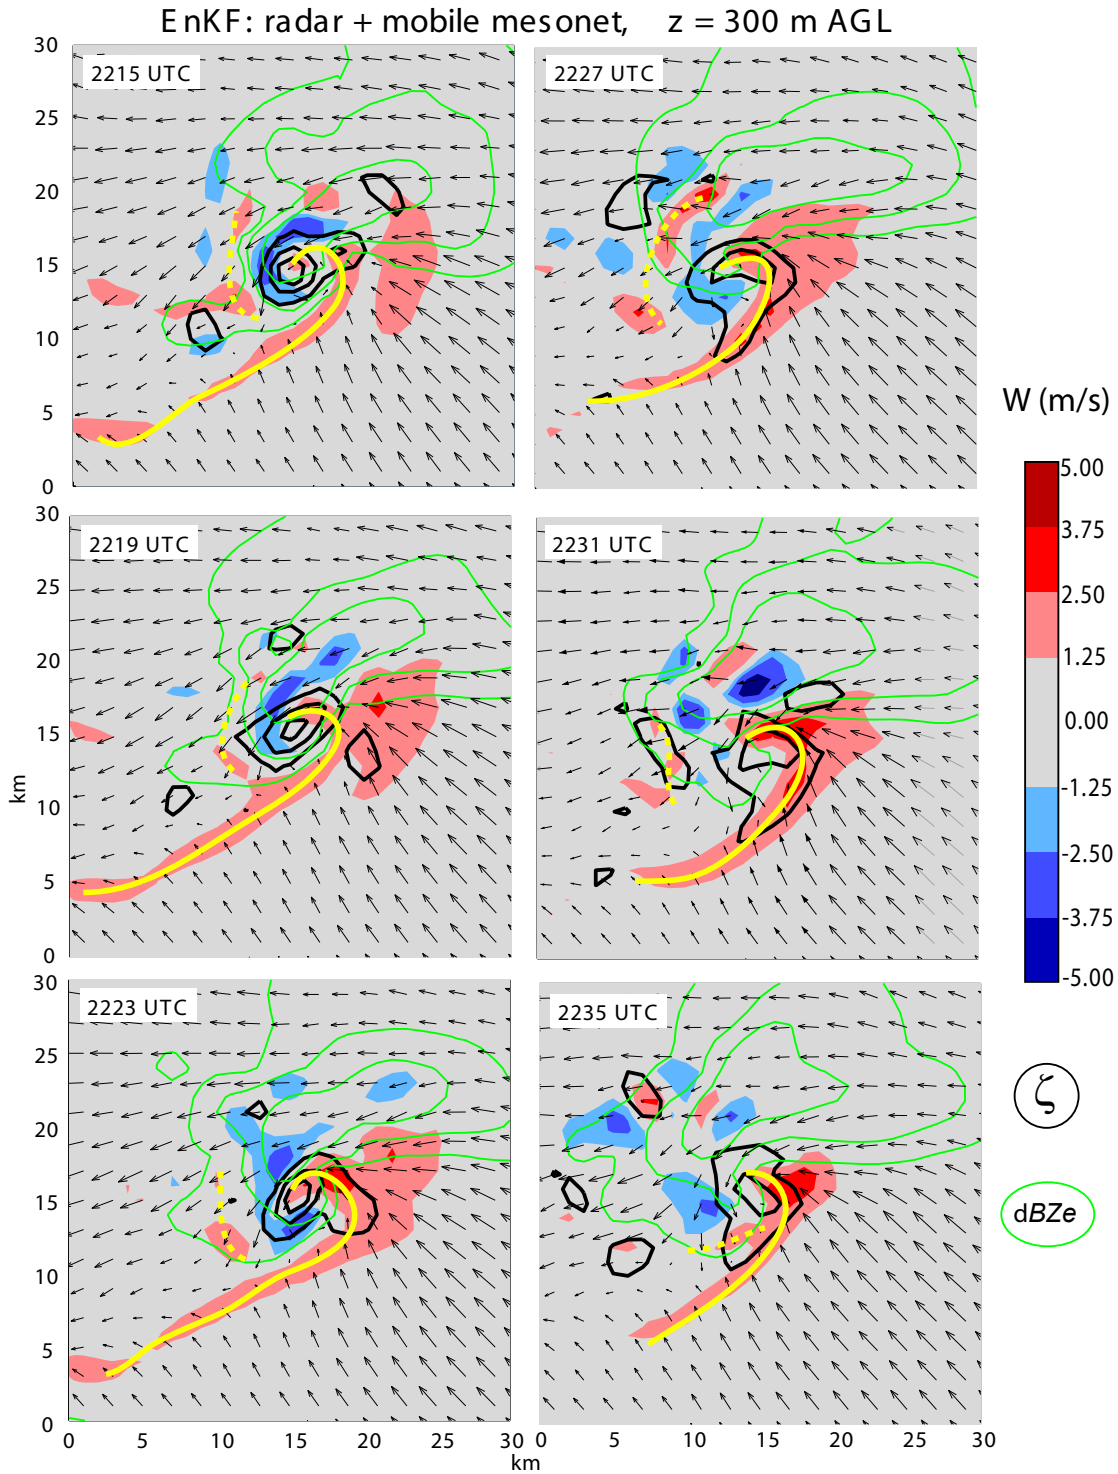 EnKF: radar + mobile mesonet, z = 300 m AGL
30
25
20
15
10
5
0
2215 UTC
2227 UTC
30
25
20
15
10
5
0
km
2219 UTC
2231 UTC
30
25
20
15
10
5
0
2223 UTC
2235 UTC
0 5 10 15 20 25 30
km
0 5 10 15 20 25 30
W (m/s)
5.00
3.75
2.50
1.25
0.00
-1.25
-2.50
-3.75
-5.00
ζ
dBZe